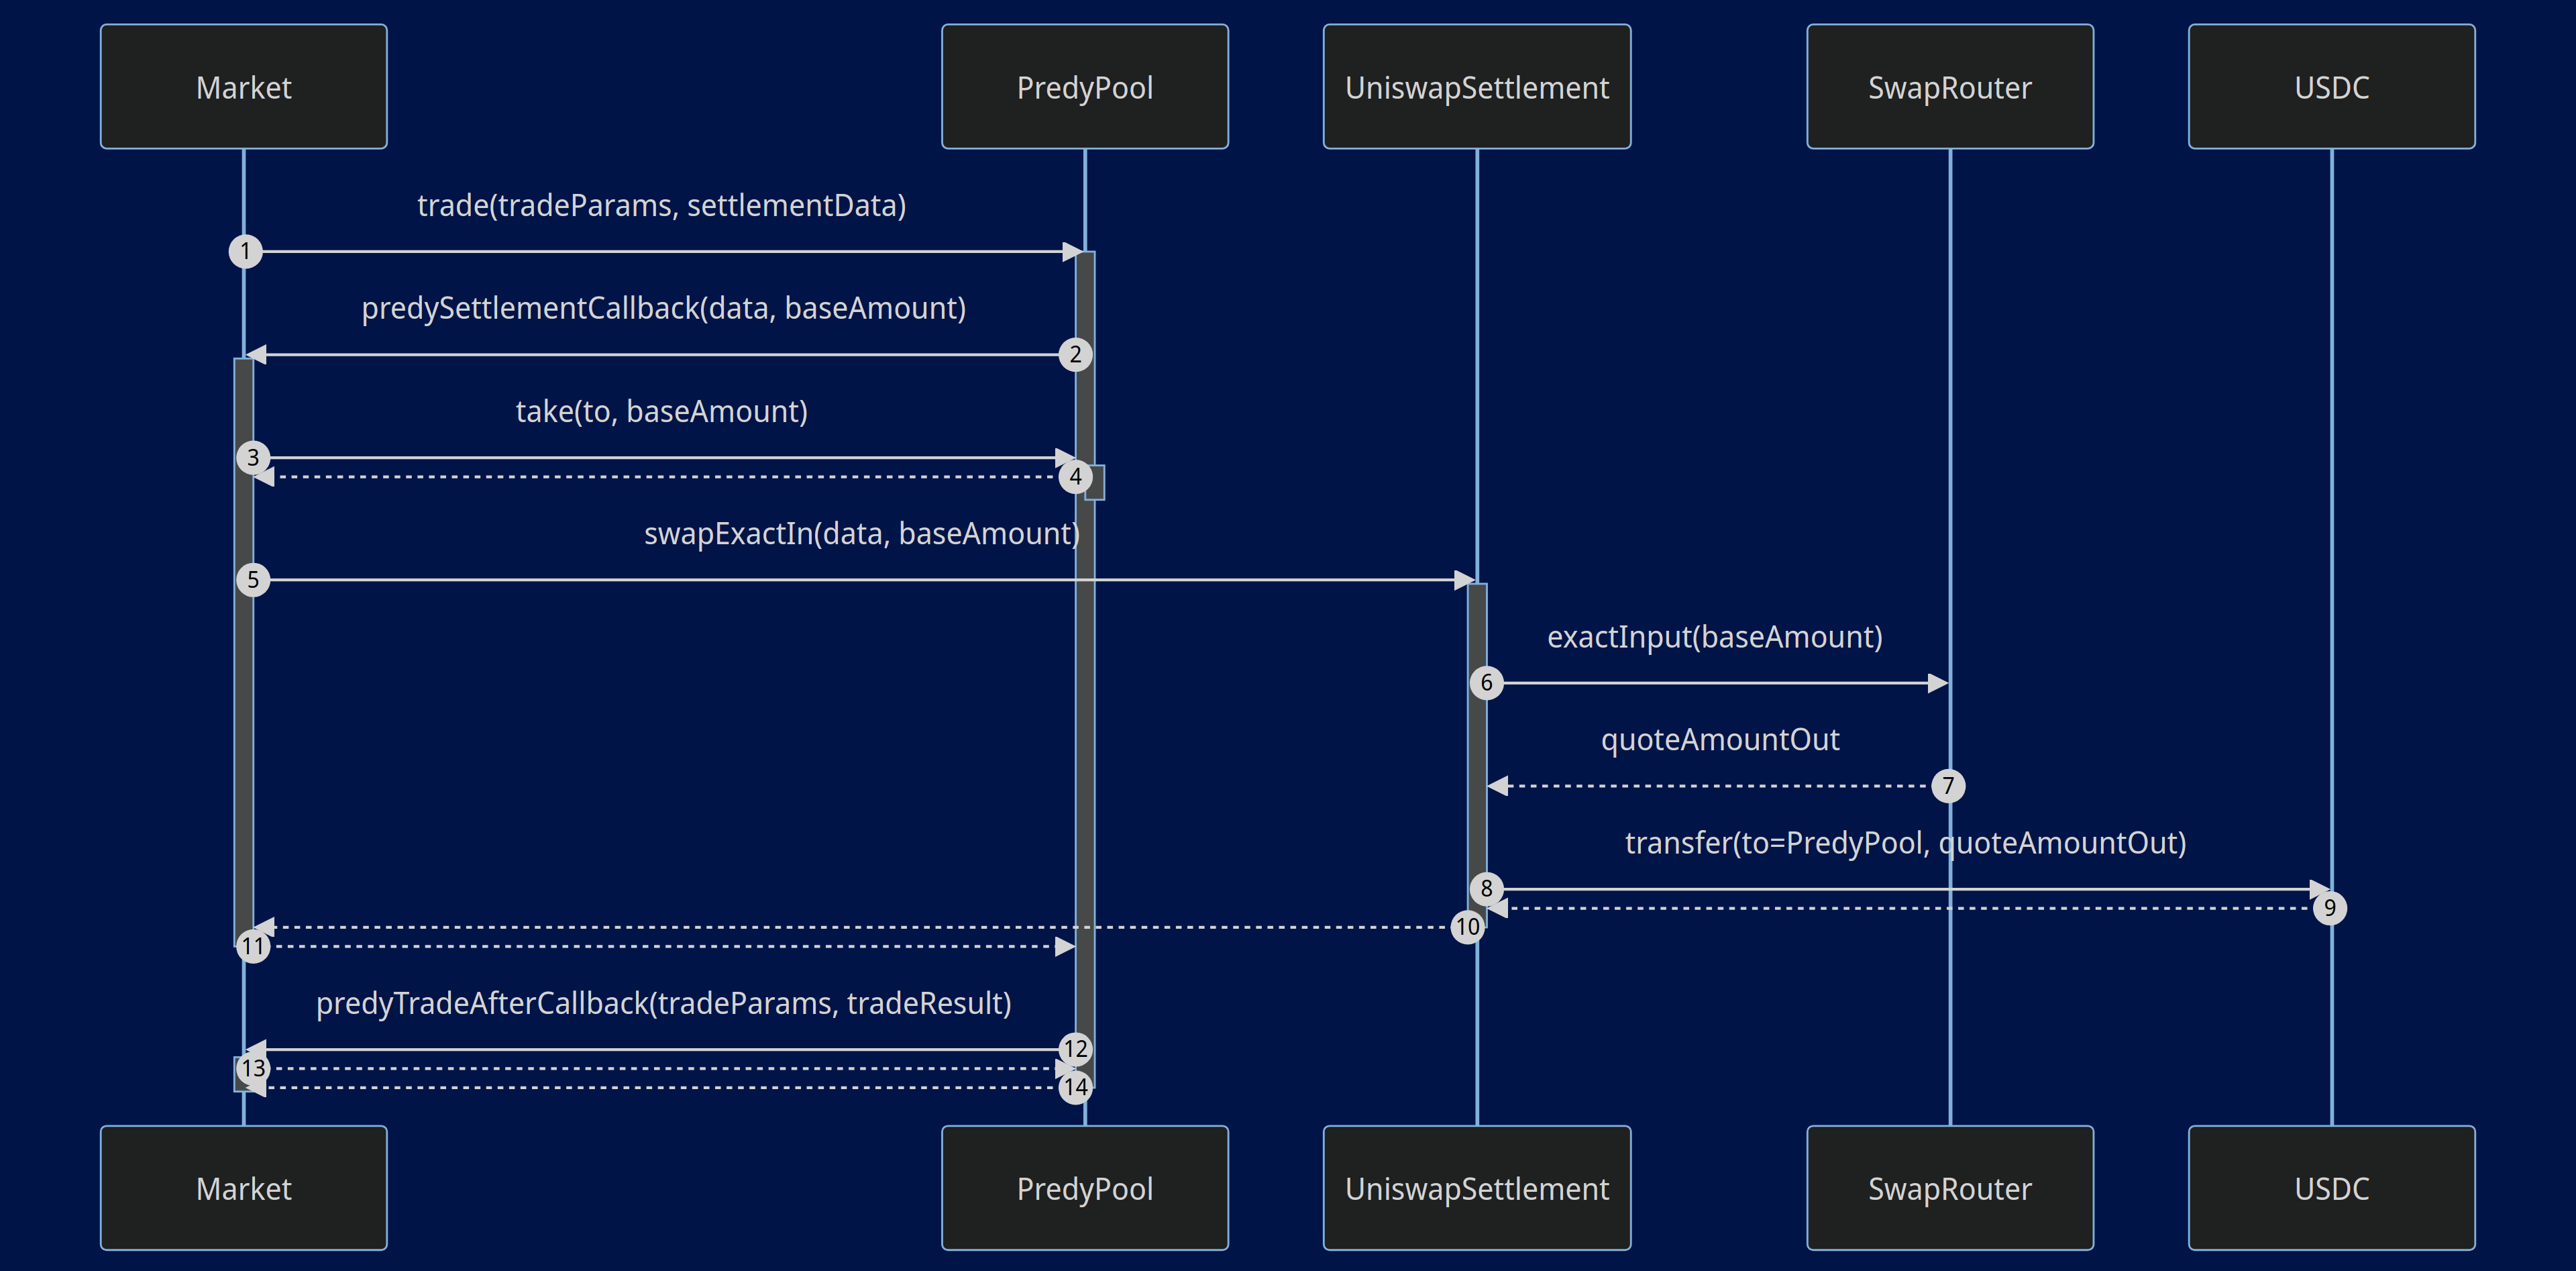 Market
PredyPool
UniswapSettlement
SwapRouter
USDC
trade(tradeParams, settlementData)
1
predySettlementCallback(data, baseAmount)
2
take(to, baseAmount)
3
4
swapExactIn(data, baseAmount)
5
exactInput(baseAmount)
6
quoteAmountOut
7
transfer(to=PredyPool, quoteAmountOut)
8
9
10
11
predyTradeAfterCallback(tradeParams, tradeResult)
12
13
14
Market
PredyPool
UniswapSettlement
SwapRouter
USDC